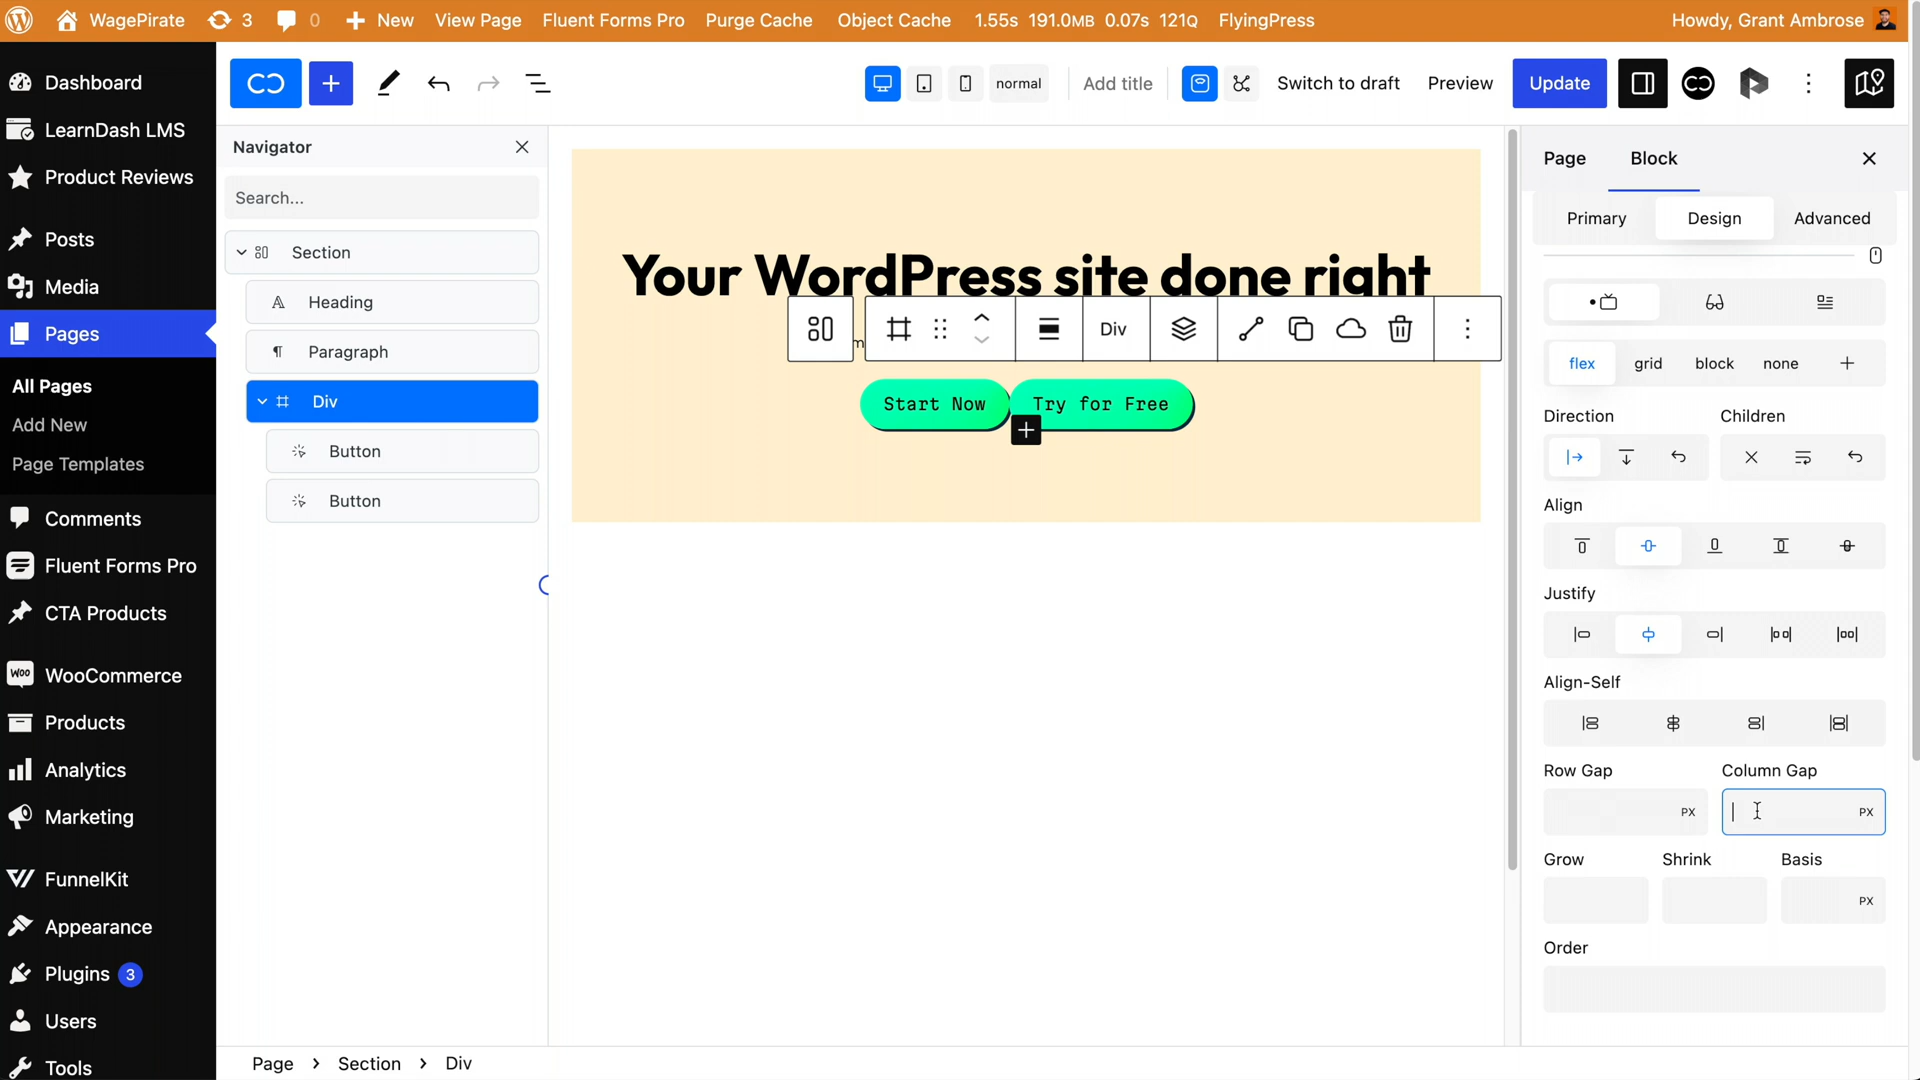 WagePirate 3 0 New View Page Fluent Forms Pro Purge Cache Object Cache 1.55s 191.0MB 0.07s 121Q FlyingPress Howdy, Grant Ambrose
Dashboard
LearnDash LMS
Product Reviews
Posts
Media
Pages
All Pages
Add New
Page Templates
Comments
Fluent Forms Pro
CTA Products
WooCommerce
Products
Analytics
Marketing
FunnelKit
Appearance
Plugins 3
Users
Tools
normal Add title Switch to draft Preview Update
Navigator
Search...
Section
Heading
Paragraph
Div
Button
Button
Your WordPress site done right
Div
m
Start Now Try for Free
Page Block
Primary Design Advanced
flex grid block none
Direction Children
Align
Justify
Align-Self
Row Gap Column Gap
PX PX
Grow Shrink Basis
PX
Order
Page > Section > Div